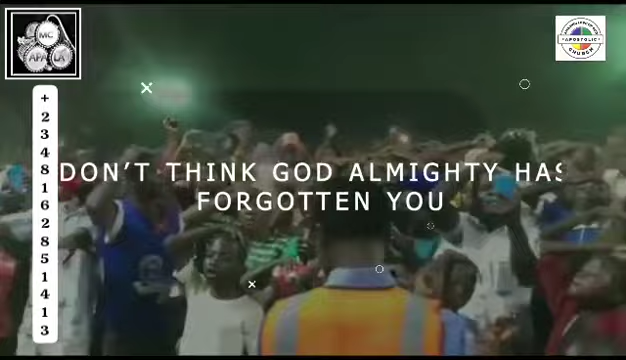 MC
APA LA
APOSTOLIC
CHURCH
+2348162851413
DON'T THINK GOD ALMIGHTY HAS
FORGOTTEN YOU